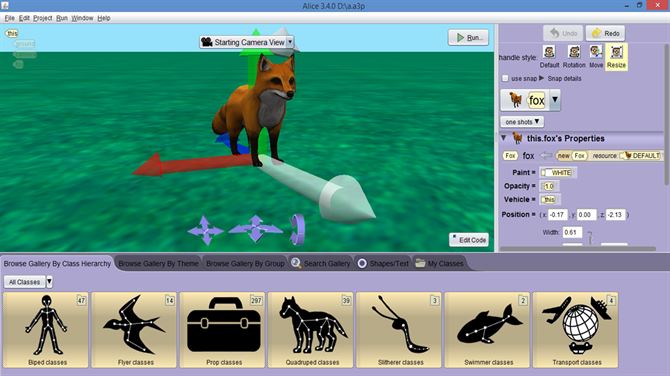 Alice 3.4.0 D:\a.a3p
File Edit Project Run Window Help
this
ground
Starting Camera View
Run...
Undo Redo
handle style:
Default Rotation Move Resize
use snap Snap details
fox
one shots
this.fox's Properties
Fox fox new Fox resource: DEFAULT
Paint = WHITE
Opacity = 1.0
Vehicle = this
Position = (x: -0.17, y: 0.00, z: -2.13)
Width: 0.61
Edit Code
Browse Gallery By Class Hierarchy Browse Gallery By Theme Browse Gallery By Group Search Gallery Shapes/Text My Classes
All Classes
47 14 297 39 3 2 4
Biped classes Flyer classes Prop classes Quadruped classes Slitherer classes Swimmer classes Transport classes